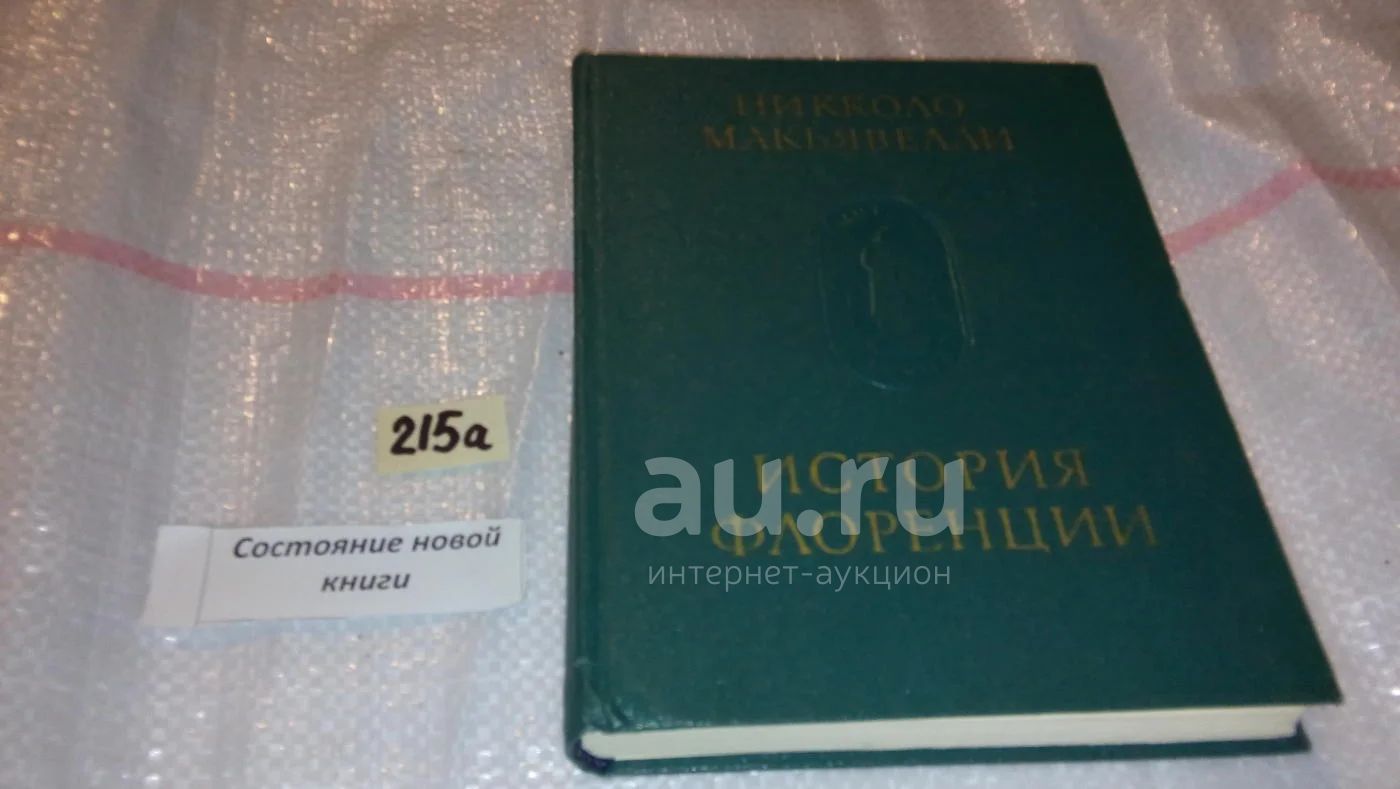 НИККОЛО
МАКЬЯВЕЛЛИ
ИСТОРИЯ
ФЛОРЕНЦИИ
au.ru
интернет-аукцион
215а
Состояние новой
книги